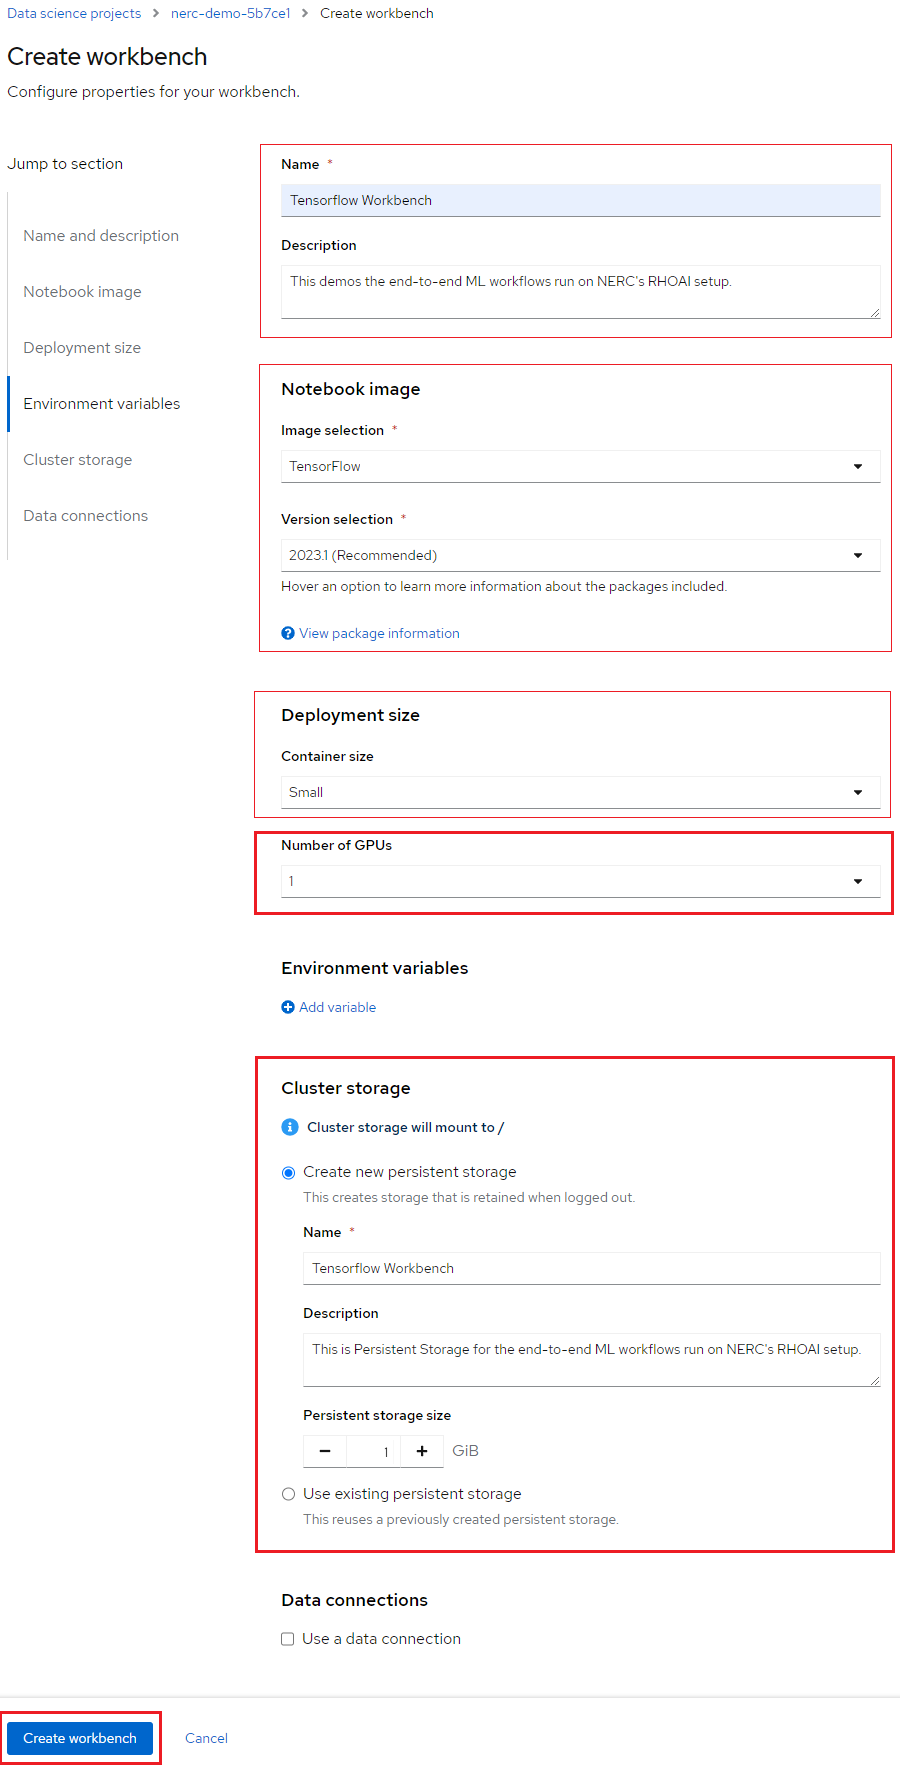 Data science projects > nerc-demo-5b7ce1 > Create workbench
Create workbench
Configure properties for your workbench.
Jump to section
Name and description
Notebook image
Deployment size
Environment variables
Cluster storage
Data connections
Name *
Tensorflow Workbench
Description
This demos the end-to-end ML workflows run on NERC's RHOAI setup.
Notebook image
Image selection *
TensorFlow
Version selection *
2023.1 (Recommended)
Hover an option to learn more information about the packages included.
View package information
Deployment size
Container size
Small
Number of GPUs
1
Environment variables
Add variable
Cluster storage
Cluster storage will mount to /
Create new persistent storage
This creates storage that is retained when logged out.
Name *
Tensorflow Workbench
Description
This is Persistent Storage for the end-to-end ML workflows run on NERC's RHOAI setup.
Persistent storage size
− 1 + GiB
Use existing persistent storage
This reuses a previously created persistent storage.
Data connections
Use a data connection
Create workbench Cancel